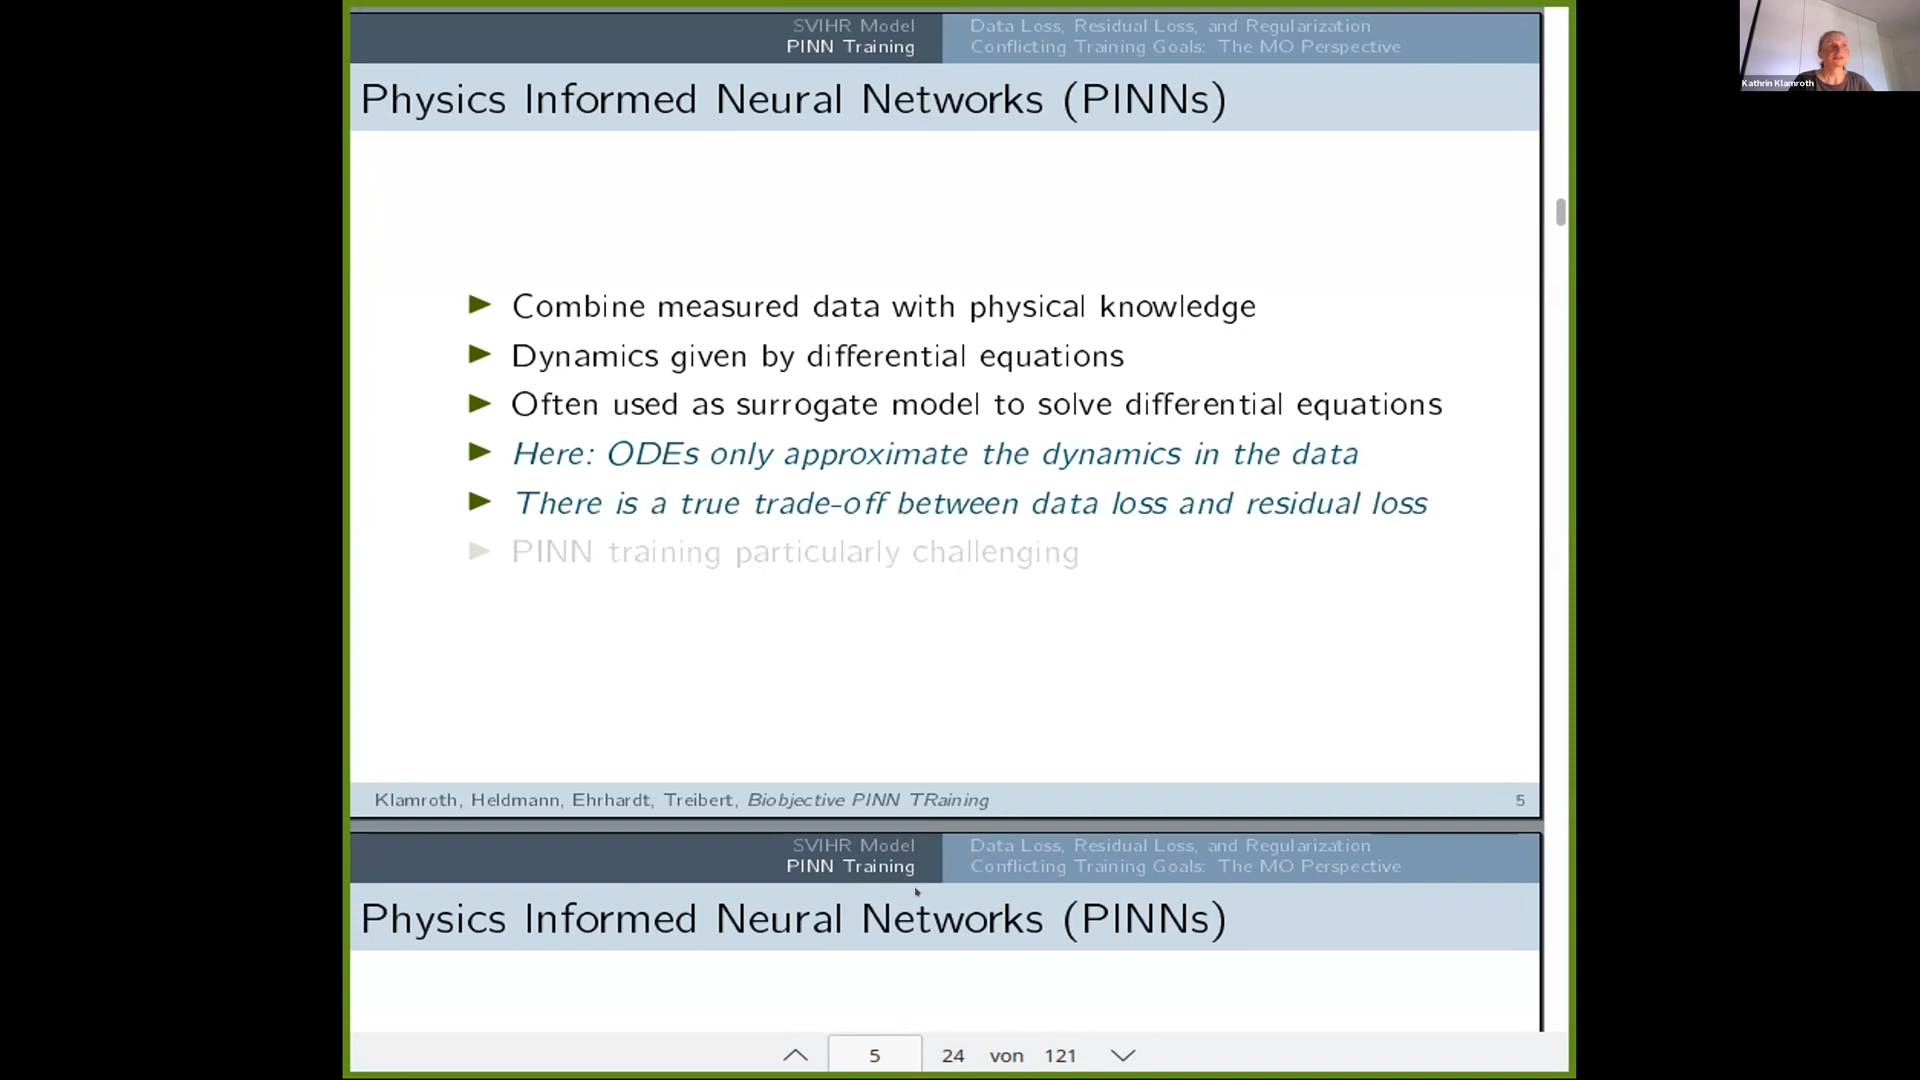 SVIHR Model
PINN Training
Data Loss, Residual Loss, and Regularization
Conflicting Training Goals: The MO Perspective
Kathrin Klamroth
Physics Informed Neural Networks (PINNs)
Combine measured data with physical knowledge
Dynamics given by differential equations
Often used as surrogate model to solve differential equations
Here: ODEs only approximate the dynamics in the data
There is a true trade-off between data loss and residual loss
PINN training particularly challenging
Klamroth, Heldmann, Ehrhardt, Treibert, Biobjective PINN TRaining
5
SVIHR Model
PINN Training
Data Loss, Residual Loss, and Regularization
Conflicting Training Goals: The MO Perspective
Physics Informed Neural Networks (PINNs)
5 24 von 121